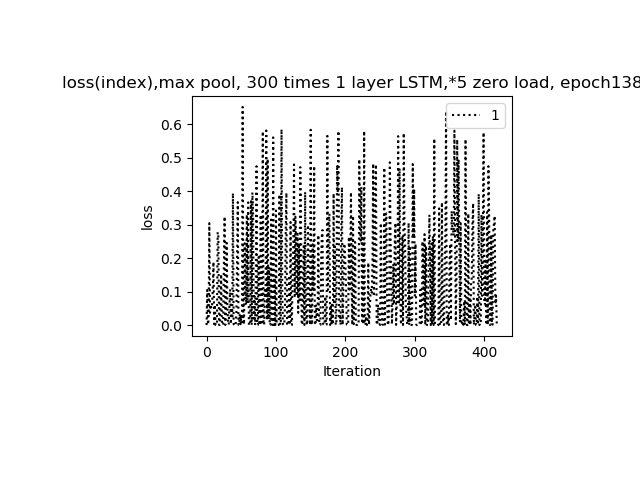 loss(index),max pool, 300 times 1 layer LSTM,*5 zero load, epoch138
1
0.6
0.5
0.4
0.3
0.2
0.1
0.0
loss
0 100 200 300 400
Iteration